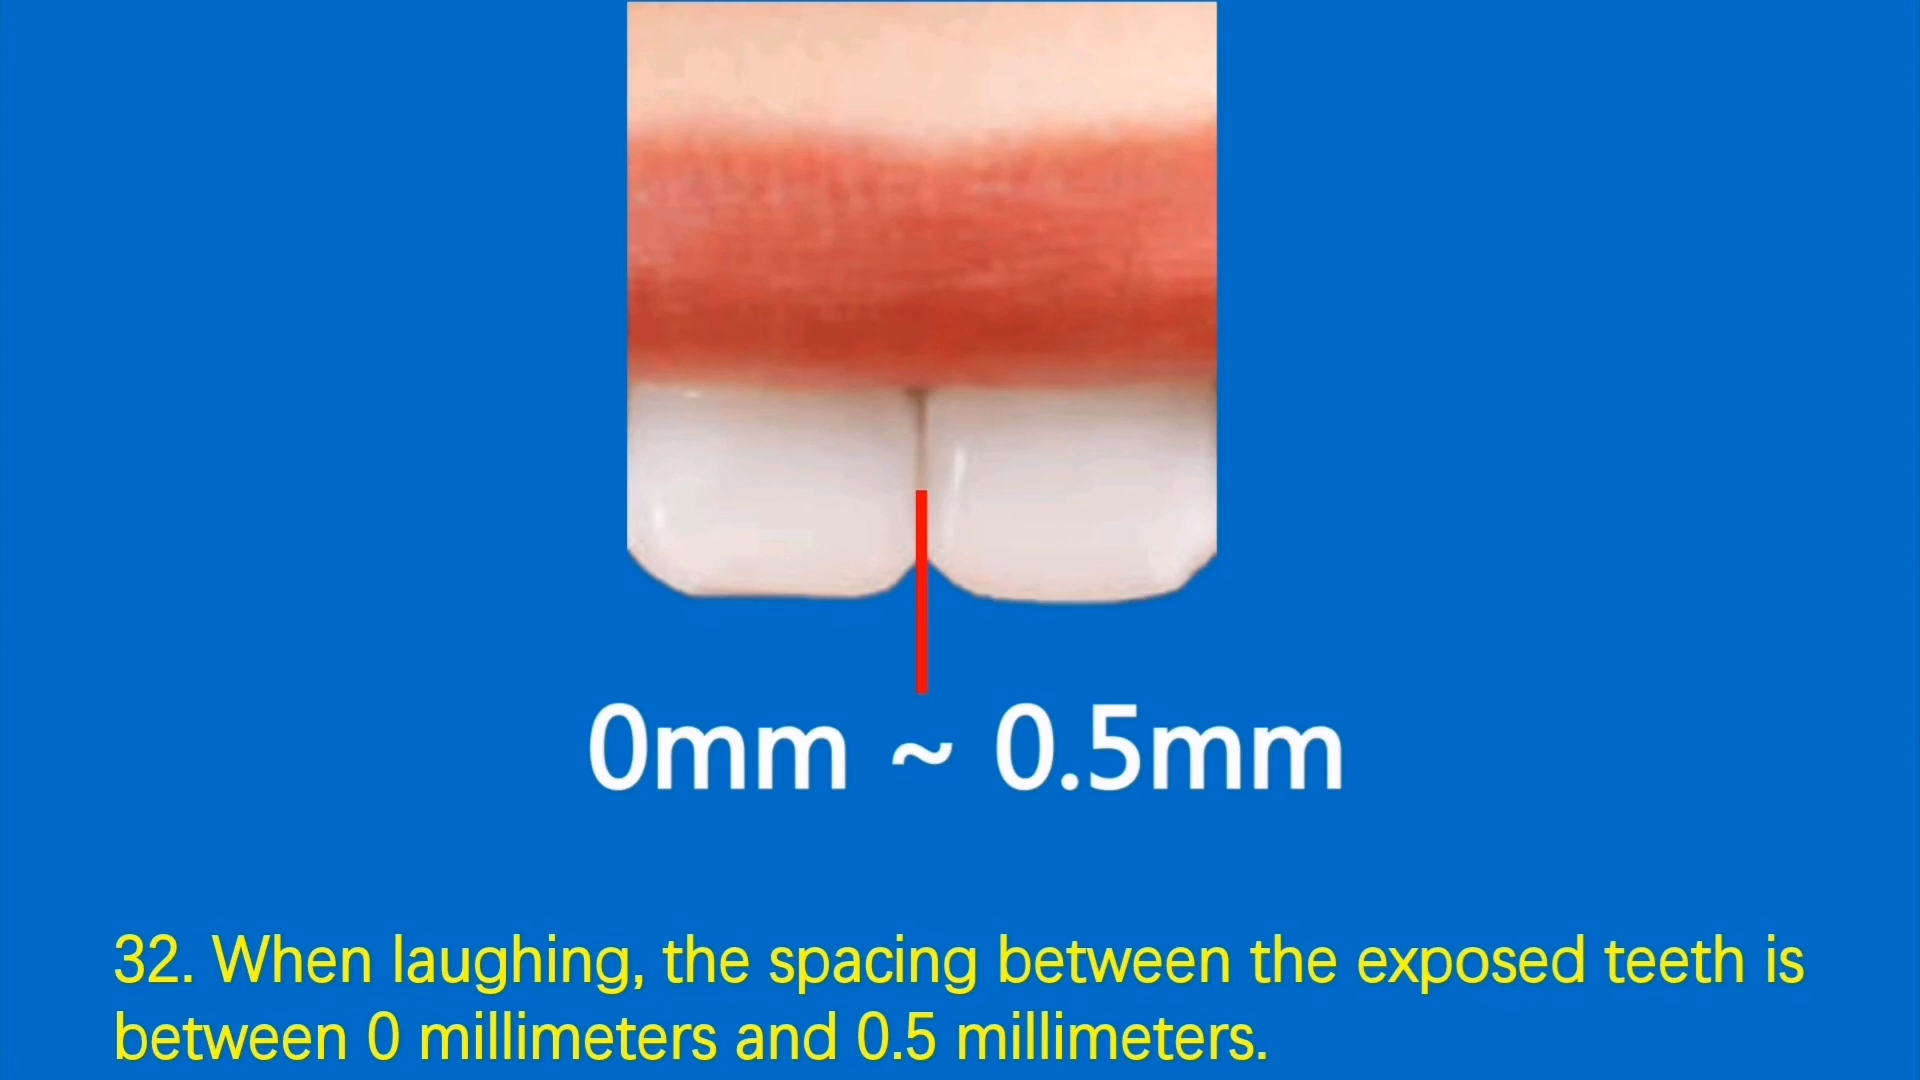 0mm ~ 0.5mm
32. When laughing, the spacing between the exposed teeth is
between 0 millimeters and 0.5 millimeters.